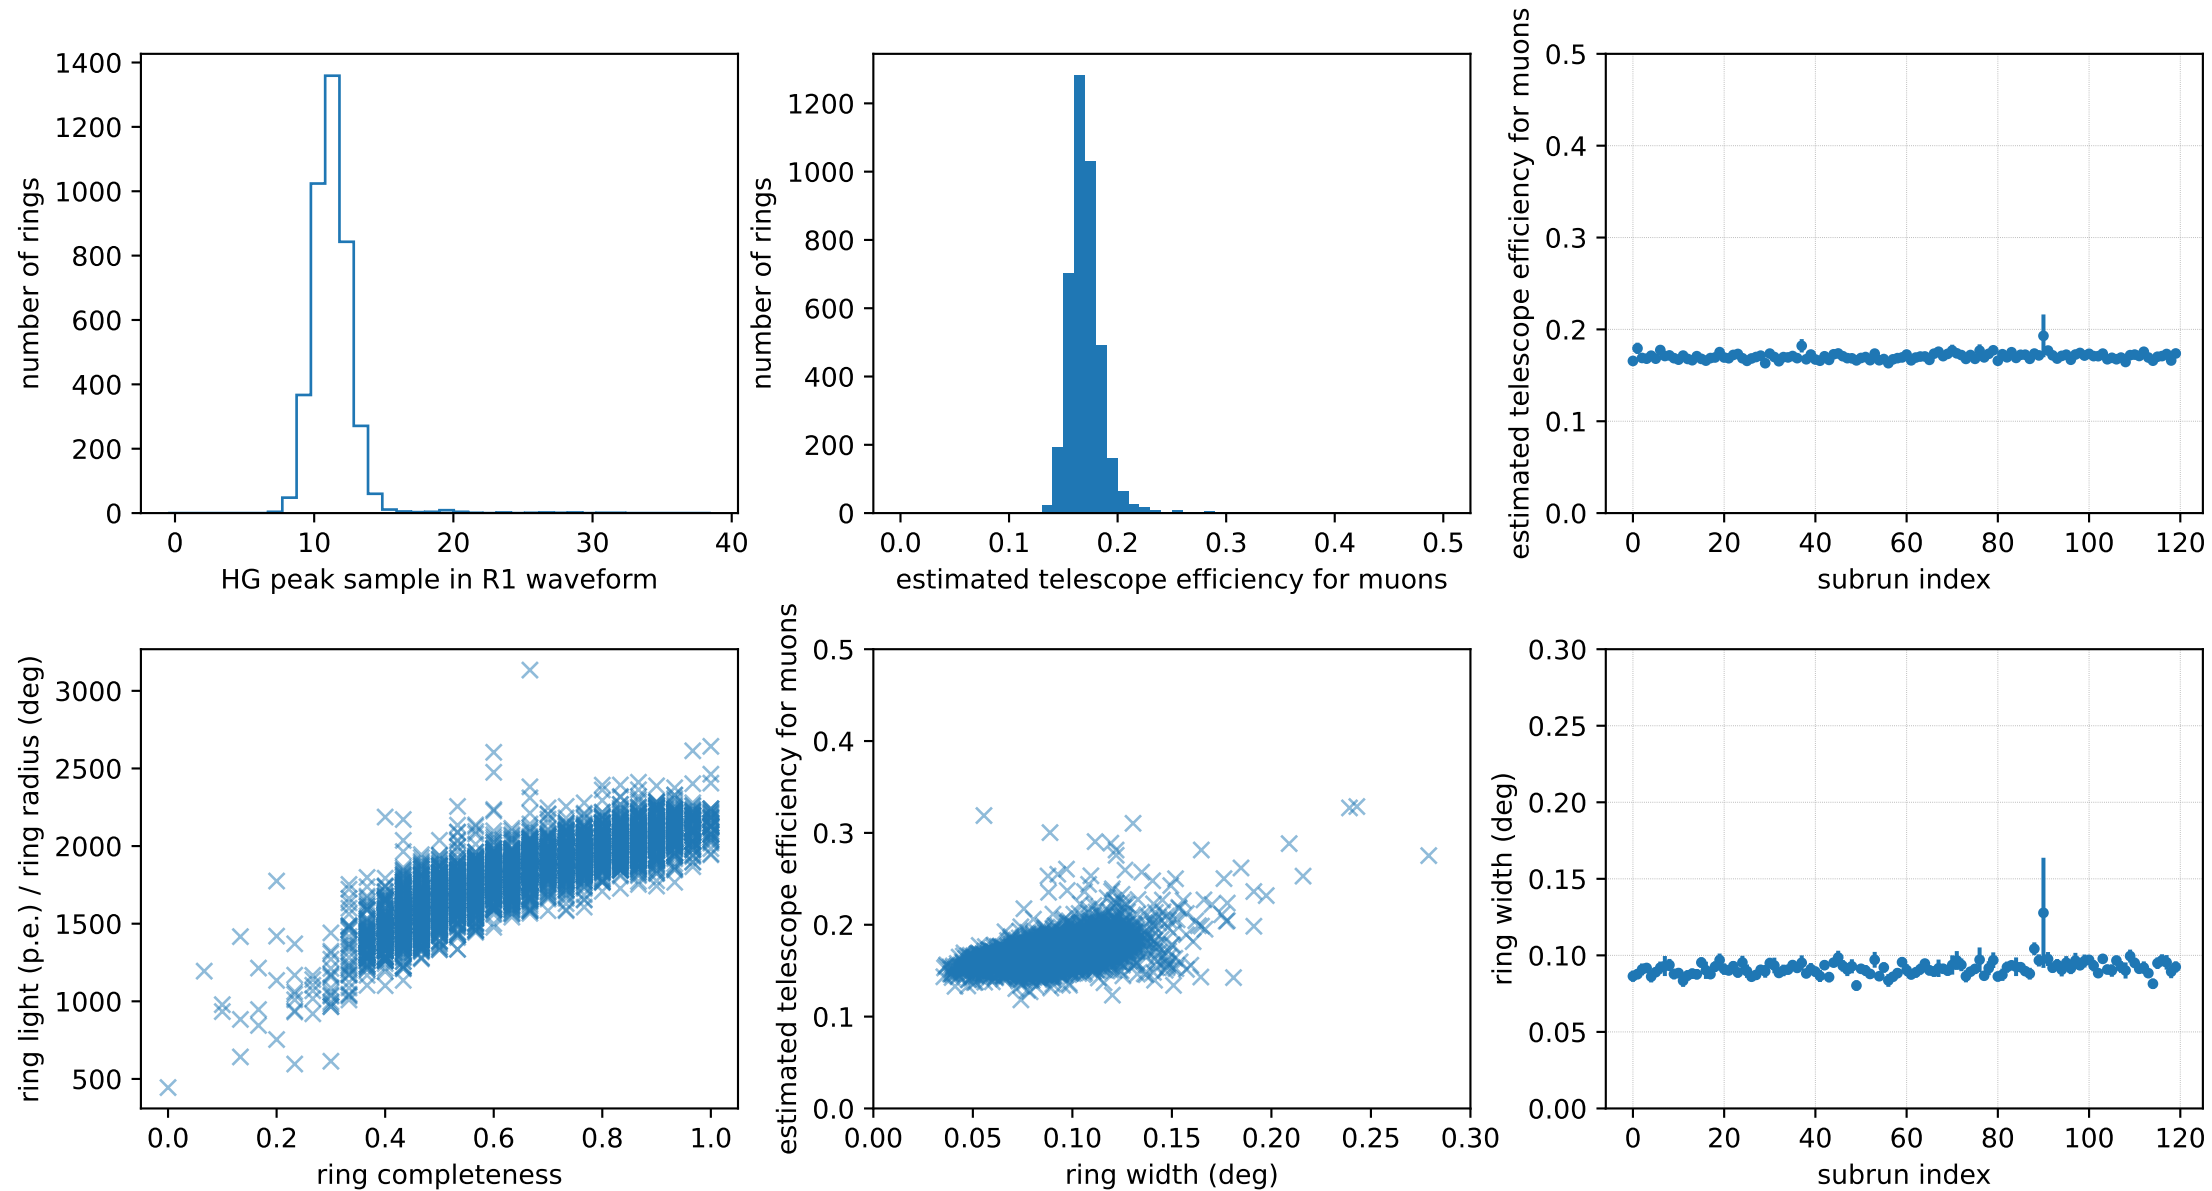 1400
1200
1000
800
600
400
200
0
number of rings
0 10 20 30 40
HG peak sample in R1 waveform
1200
1000
800
600
400
200
0
number of rings
0.0 0.1 0.2 0.3 0.4 0.5
estimated telescope efficiency for muons
0.5
0.4
0.3
0.2
0.1
0.0
estimated telescope efficiency for muons
0 20 40 60 80 100 120
subrun index
3000
2500
2000
1500
1000
500
ring light (p.e.) / ring radius (deg)
0.0 0.2 0.4 0.6 0.8 1.0
ring completeness
0.5
0.4
0.3
0.2
0.1
0.0
estimated telescope efficiency for muons
0.00 0.05 0.10 0.15 0.20 0.25 0.30
ring width (deg)
0.30
0.25
0.20
0.15
0.10
0.05
0.00
ring width (deg)
0 20 40 60 80 100 120
subrun index